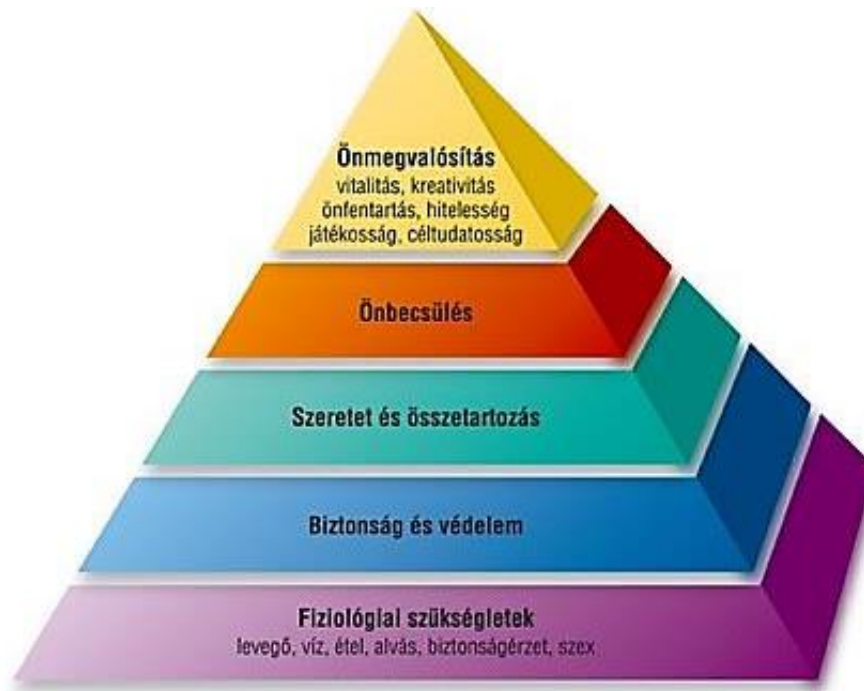 Önmegvalósítás
vitalitás, kreativitás
önfentartás, hitelesség
játékosság, céltudatosság
Önbecsülés
Szeretet és összetartozás
Biztonság és védelem
Fiziológiai szükségletek
levegő, víz, étel, alvás, biztonságérzet, szex